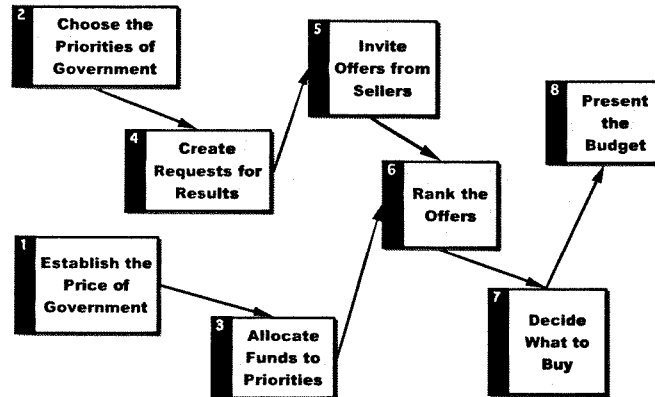 2
Choose the
Priorities of
Government
5
Invite
Offers from
Sellers
8
Present
the
Budget
4
Create
Requests for
Results
6
Rank the
Offers
1
Establish the
Price of
Government
3
Allocate
Funds to
Priorities
7
Decide
What to
Buy